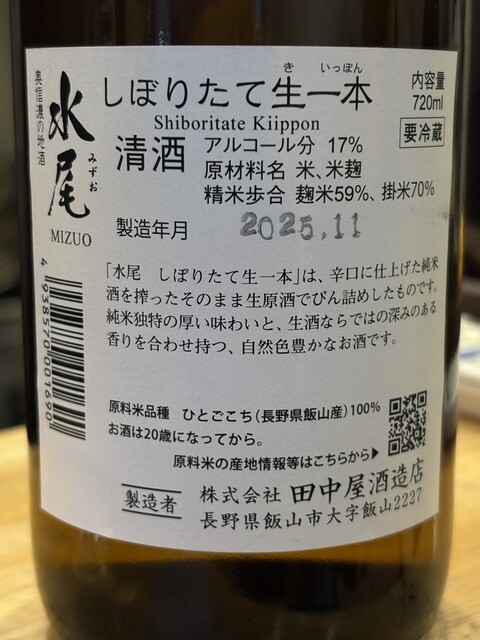 奥信濃の地酒
水尾
みずお
MIZUO
しぼりたて生一本
き いっぽん
Shiboritate Kiippon
内容量
720ml
要冷蔵
清酒
アルコール分 17%
原材料名 米、米麹
精米歩合 麹米59%、掛米70%
製造年月
2025.11
「水尾 しぼりたて生一本」は、辛口に仕上げた純米
酒を搾ったそのまま生原酒でびん詰めしたものです。
純米独特の厚い味わいと、生酒ならではの深みのある
香りを合わせ持つ、自然色豊かなお酒です。
4 938570 001690
原料米品種 ひとごこち(長野県飯山産)100%
お酒は20歳になってから。
原料米の産地情報等はこちらから▶
製造者
株式会社 田中屋酒造店
長野県飯山市大字飯山2227